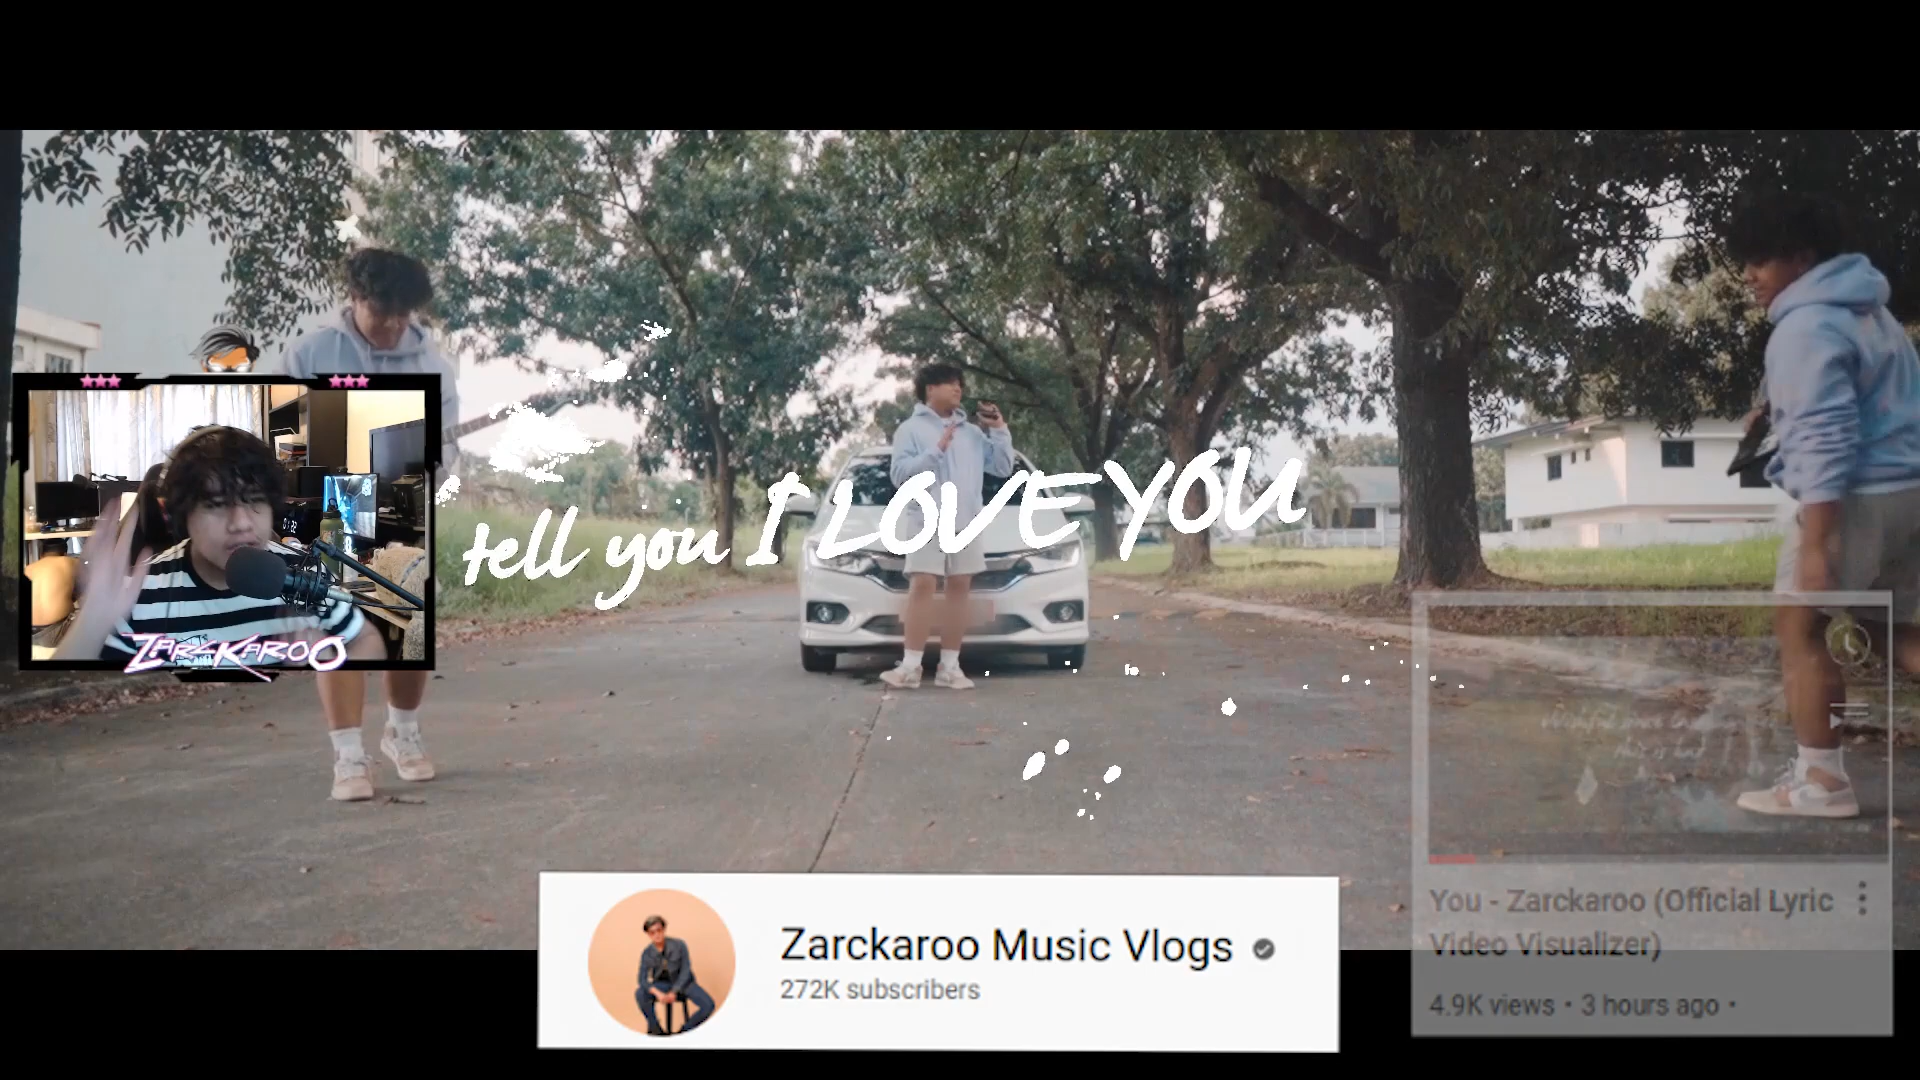 tell you I LOVE YOU
ZARCKAROO
Zarckaroo Music Vlogs
272K subscribers
You - Zarckaroo (Official Lyric
Video Visualizer)
4.9K views • 3 hours ago •